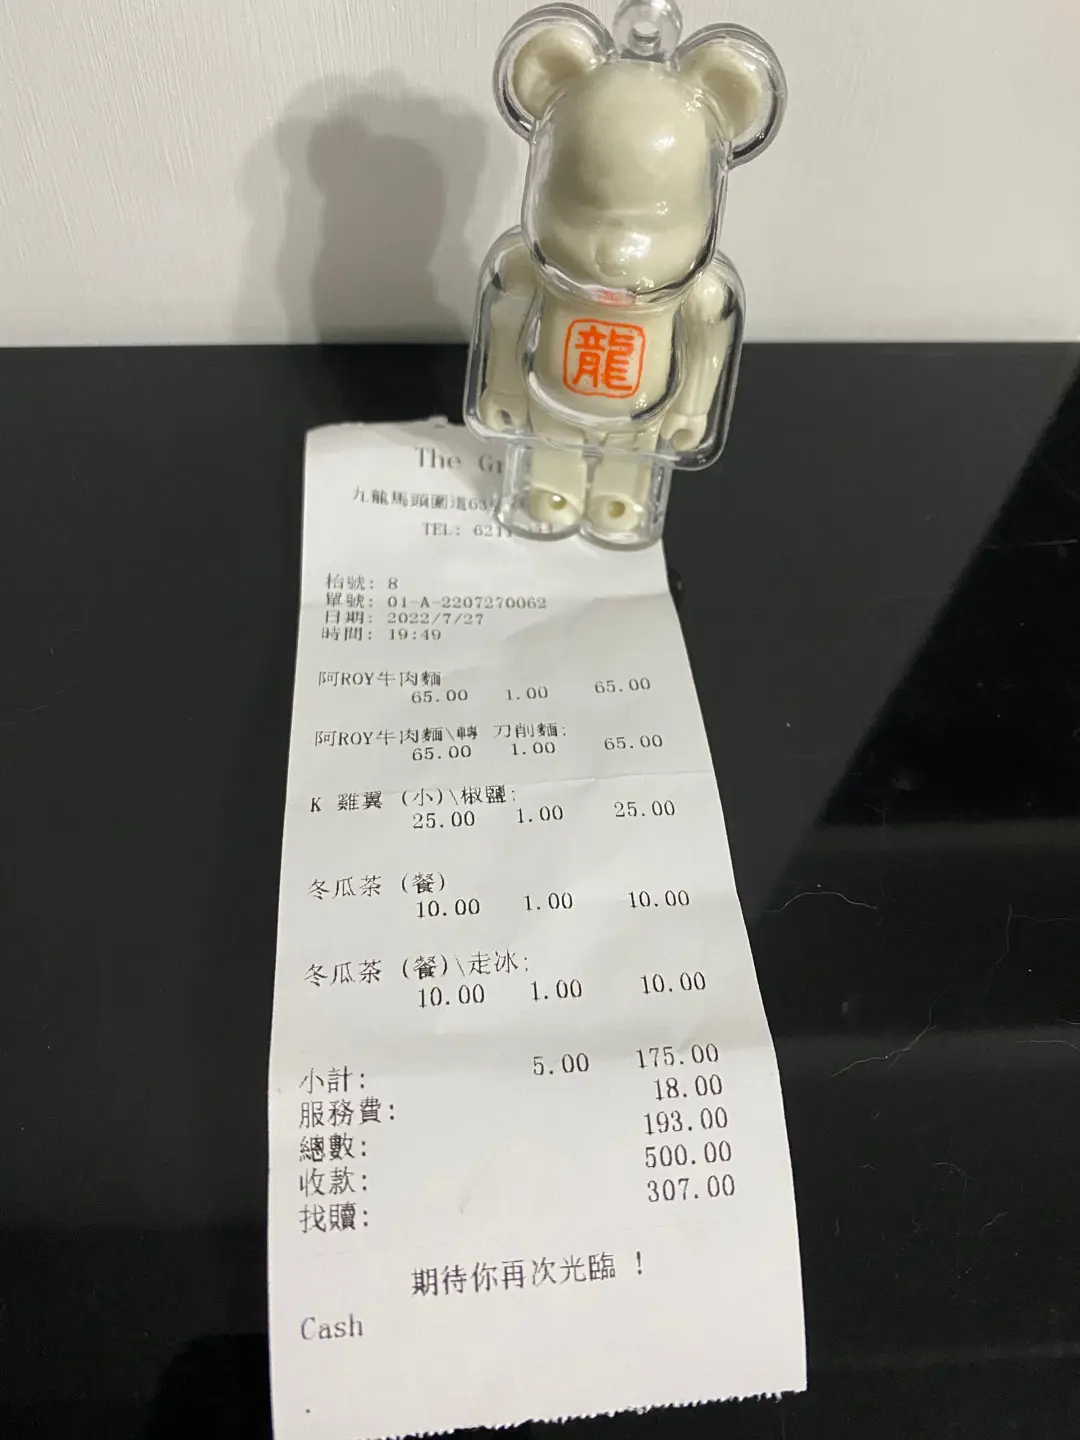 龍
The
九龍馬頭圍道63
TEL: 621
枱號: 8
單號: 01-A-2207270062
日期: 2022/7/27
時間: 19:49
阿ROY牛肉麵
65.00 1.00 65.00
阿ROY牛肉麵\轉 刀削麵;
65.00 1.00 65.00
K 雞翼 (小)\椒鹽;
25.00 1.00 25.00
冬瓜茶 (餐)
10.00 1.00 10.00
冬瓜茶 (餐)\走冰;
10.00 1.00 10.00
小計: 5.00 175.00
服務費: 18.00
總數: 193.00
收款: 500.00
找贖: 307.00
期待你再次光臨 !
Cash
.